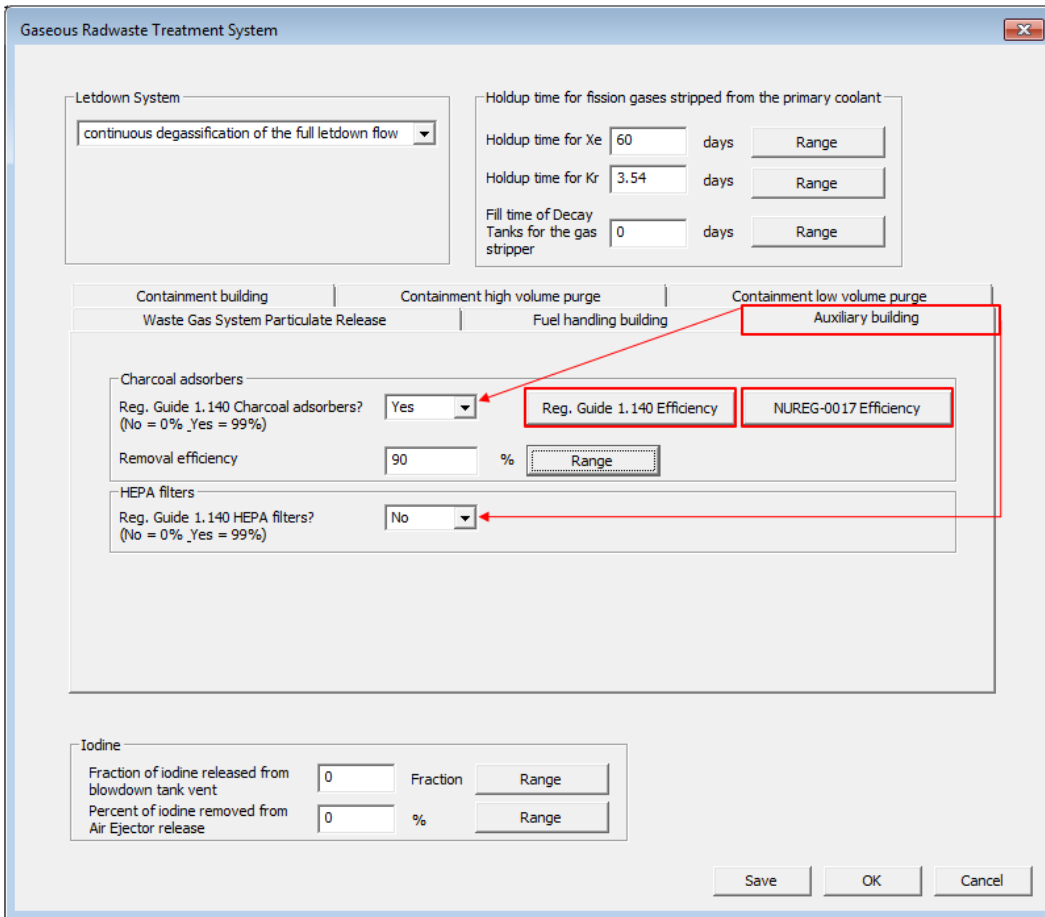 Gaseous Radwaste Treatment System
Letdown System
continuous degassification of the full letdown flow
Holdup time for fission gases stripped from the primary coolant
Holdup time for Xe 60 days Range
Holdup time for Kr 3.54 days Range
Fill time of Decay
Tanks for the gas 0 days Range
stripper
Containment building Containment high volume purge Containment low volume purge
Waste Gas System Particulate Release Fuel handling building Auxiliary building
Charcoal adsorbers
Reg. Guide 1.140 Charcoal adsorbers? Yes Reg. Guide 1.140 Efficiency NUREG-0017 Efficiency
(No = 0% _Yes = 99%)
Removal efficiency 90 % Range
HEPA filters
Reg. Guide 1.140 HEPA filters? No
(No = 0% _Yes = 99%)
Iodine
Fraction of iodine released from 0 Fraction Range
blowdown tank vent
Percent of iodine removed from 0 % Range
Air Ejector release
Save OK Cancel